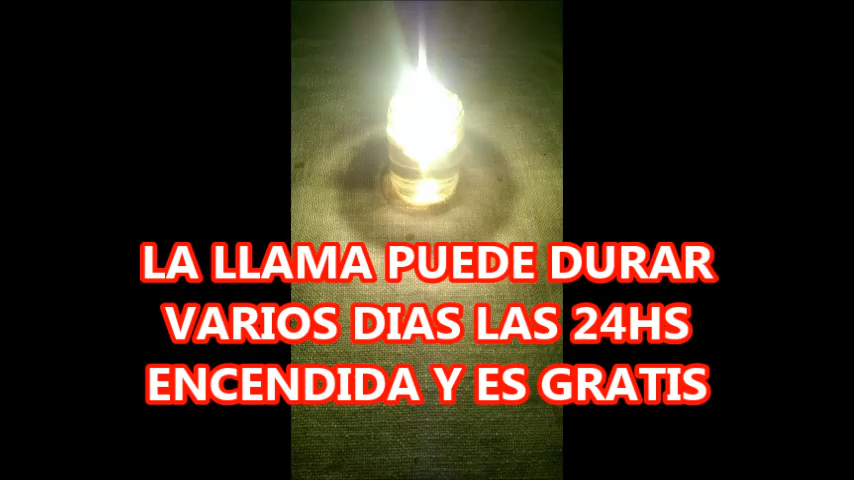 LA LLAMA PUEDE DURAR
VARIOS DIAS LAS 24HS
ENCENDIDA Y ES GRATIS